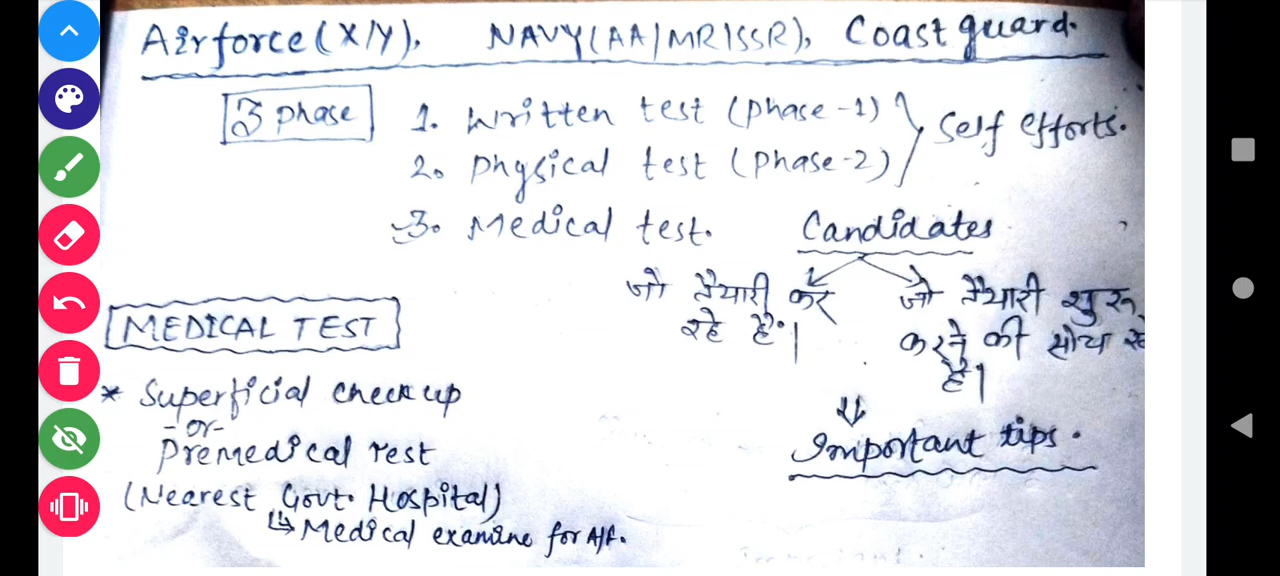 Airforce(X/Y), NAVY(AA/MR/SSR), Coast guard.
3 phase
1. Written test (Phase-1)
2. Physical test (Phase-2)
Self efforts.
3. Medical test.
Candidates
जो तैयारी कर
रहे हैं।
जो तैयारी शुरू
करने की सोच
हैं।
Important tips.
MEDICAL TEST
* Superficial check up
-or-
Premedical Test
(Nearest Govt. Hospital)
↳ Medical examine for A/F.